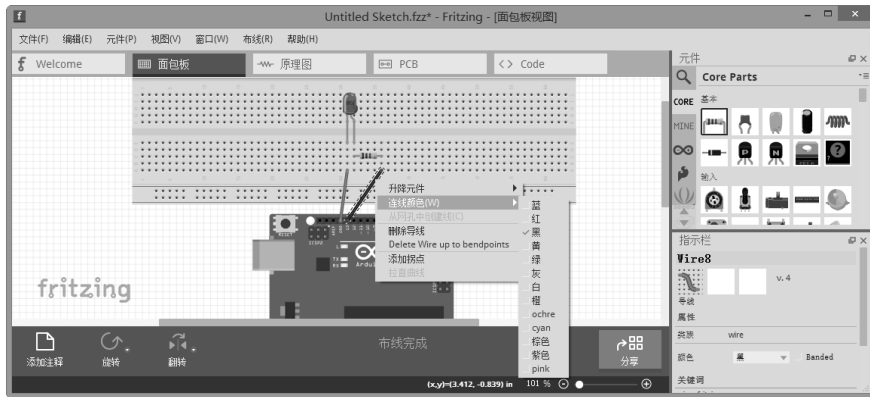 Untitled Sketch.fzz* - Fritzing - [面包板视图]
文件(F) 编辑(E) 元件(P) 视图(V) 窗口(W) 布线(R) 帮助(H)
Welcome 面包板 原理图 PCB Code
元件
Core Parts
CORE 基本
MINE
输入
升降元件
连线颜色(W)
从网孔中创建线(C)
删除导线
Delete Wire up to bendpoints
添加拐点
拉直曲线
蓝
红
黑
黄
绿
灰
白
橙
ochre
cyan
棕色
紫色
pink
fritzing
添加注释 旋转 翻转 布线完成 分享
(x,y)=(3.412, -0.839) in 101 %
指示栏
Wire8
v. 4
导线
属性
类族 wire
颜色 黑 Banded
关键词